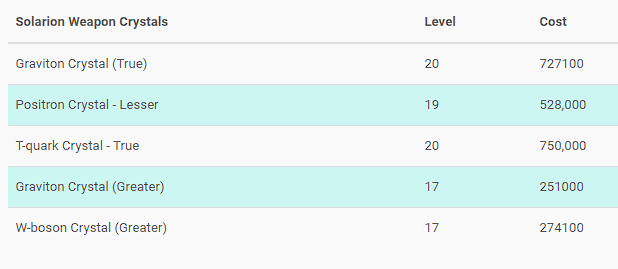 Solarion Weapon Crystals Level Cost
Graviton Crystal (True) 20 727100
Positron Crystal - Lesser 19 528,000
T-quark Crystal - True 20 750,000
Graviton Crystal (Greater) 17 251000
W-boson Crystal (Greater) 17 274100